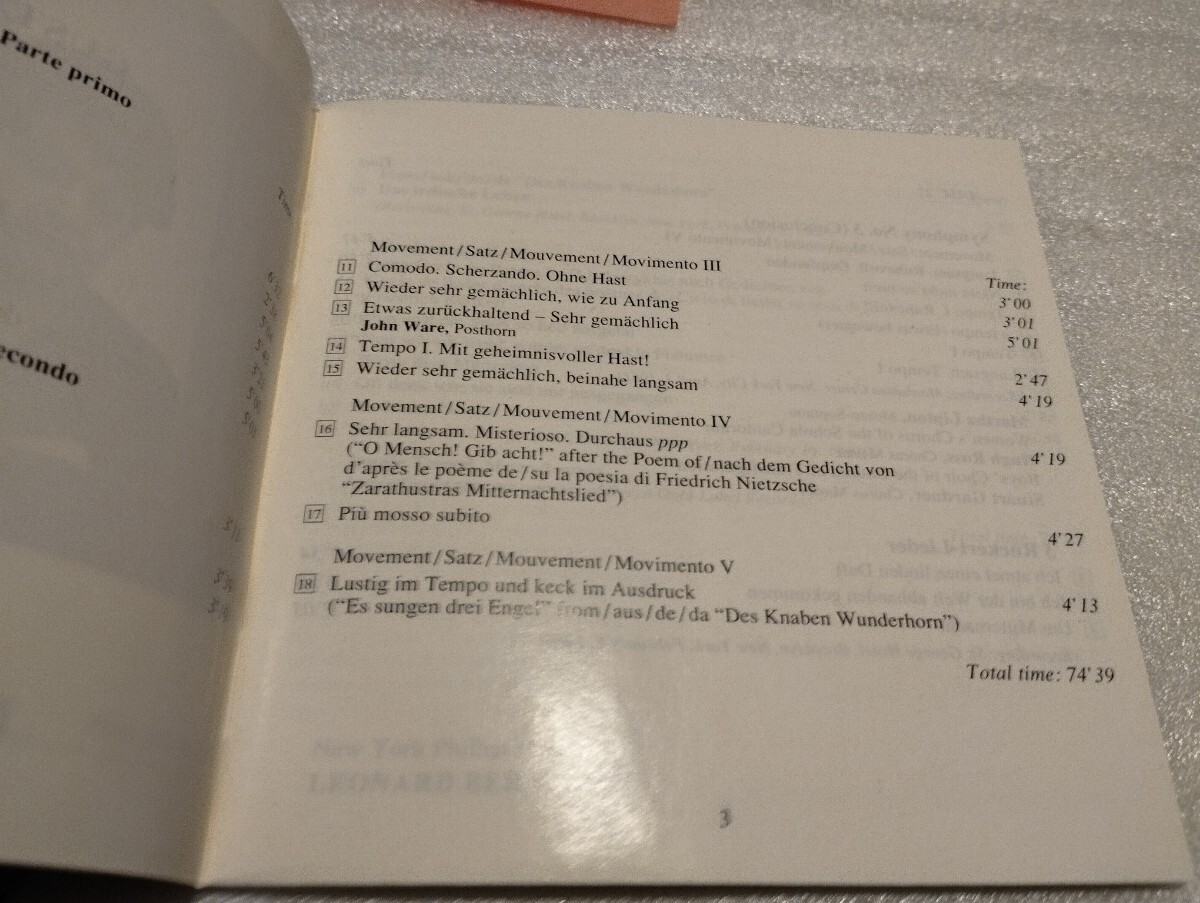 Parte primo
Time
econdo
Movement/Satz/Mouvement/Movimento III
Time:
11 Comodo. Scherzando. Ohne Hast 3'00
12 Wieder sehr gemächlich, wie zu Anfang 3'01
13 Etwas zurückhaltend – Sehr gemächlich 5'01
John Ware, Posthorn
14 Tempo I. Mit geheimnisvoller Hast! 2'47
15 Wieder sehr gemächlich, beinahe langsam 4'19
Movement/Satz/Mouvement/Movimento IV
16 Sehr langsam. Misterioso. Durchaus ppp 4'19
(“O Mensch! Gib acht!” after the Poem of/nach dem Gedicht von
d'après le poème de/su la poesia di Friedrich Nietzsche
“Zarathustras Mitternachtslied”)
17 Più mosso subito 4'27
Movement/Satz/Mouvement/Movimento V
18 Lustig im Tempo und keck im Ausdruck 4'13
(“Es sungen drei Engel” from/aus/de/da “Des Knaben Wunderhorn”)
Total time: 74'39
3